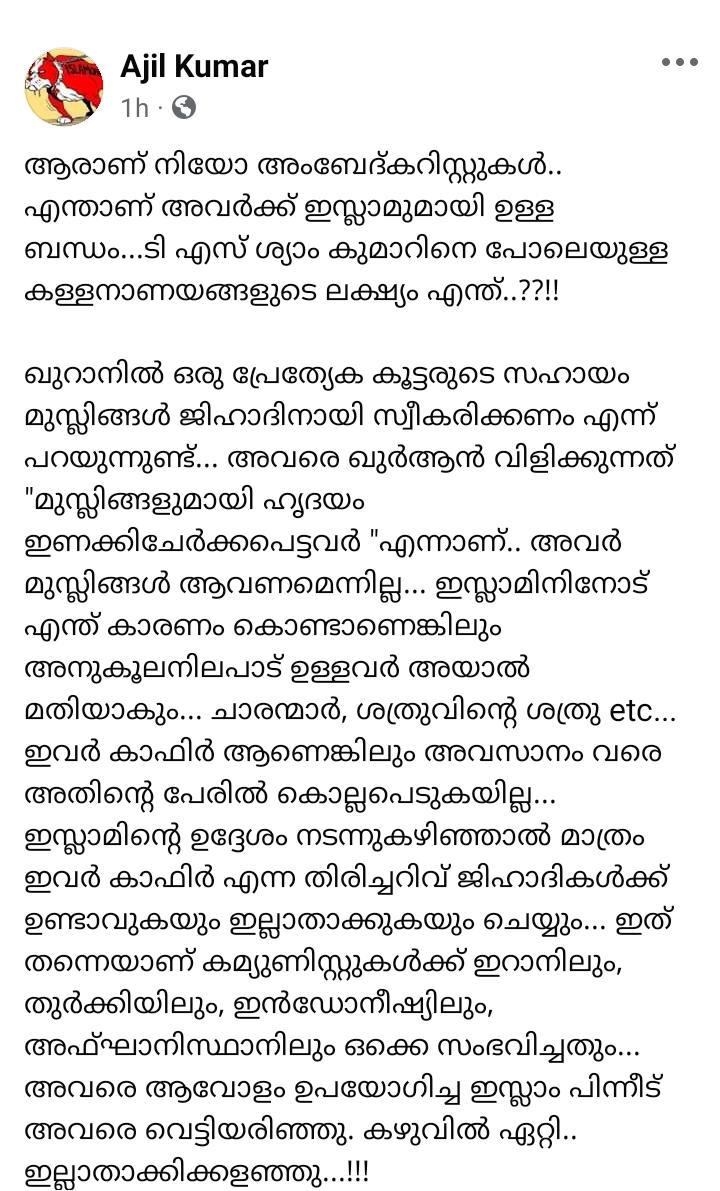 Ajil Kumar
1h ·
ആരാണ് നിയോ അംബേദ്കറിസ്റ്റുകൾ..
എന്താണ് അവർക്ക് ഇസ്ലാമുമായി ഉള്ള
ബന്ധം...ടി എസ് ശ്യാം കുമാറിനെ പോലെയുള്ള
കള്ളനാണയങ്ങളുടെ ലക്ഷ്യം എന്ത്..??!!
ഖുറാനിൽ ഒരു പ്രേത്യേക കൂട്ടരുടെ സഹായം
മുസ്ലിങ്ങൾ ജിഹാദിനായി സ്വീകരിക്കണം എന്ന്
പറയുന്നുണ്ട്... അവരെ ഖുർആൻ വിളിക്കുന്നത്
"മുസ്ലിങ്ങളുമായി ഹൃദയം
ഇണക്കിചേർക്കപെട്ടവർ "എന്നാണ്.. അവർ
മുസ്ലിങ്ങൾ ആവണമെന്നില്ല... ഇസ്ലാമിനിനോട്
എന്ത് കാരണം കൊണ്ടാണെങ്കിലും
അനുകൂലനിലപാട് ഉള്ളവർ അയാൽ
മതിയാകും... ചാരന്മാർ, ശത്രുവിന്റെ ശത്രു etc...
ഇവർ കാഫിർ ആണെങ്കിലും അവസാനം വരെ
അതിന്റെ പേരിൽ കൊല്ലപെടുകയില്ല...
ഇസ്ലാമിന്റെ ഉദ്ദേശം നടന്നുകഴിഞ്ഞാൽ മാത്രം
ഇവർ കാഫിർ എന്ന തിരിച്ചറിവ് ജിഹാദികൾക്ക്
ഉണ്ടാവുകയും ഇല്ലാതാക്കുകയും ചെയ്യും... ഇത്
തന്നെയാണ് കമ്യുണിസ്റ്റുകൾക്ക് ഇറാനിലും,
തുർക്കിയിലും, ഇൻഡോനീഷ്യിലും,
അഫ്ഘാനിസ്ഥാനിലും ഒക്കെ സംഭവിച്ചതും...
അവരെ ആവോളം ഉപയോഗിച്ച ഇസ്ലാം പിന്നീട്
അവരെ വെട്ടിയരിഞ്ഞു. കഴുവിൽ ഏറ്റി..
ഇല്ലാതാക്കിക്കളഞ്ഞു...!!!